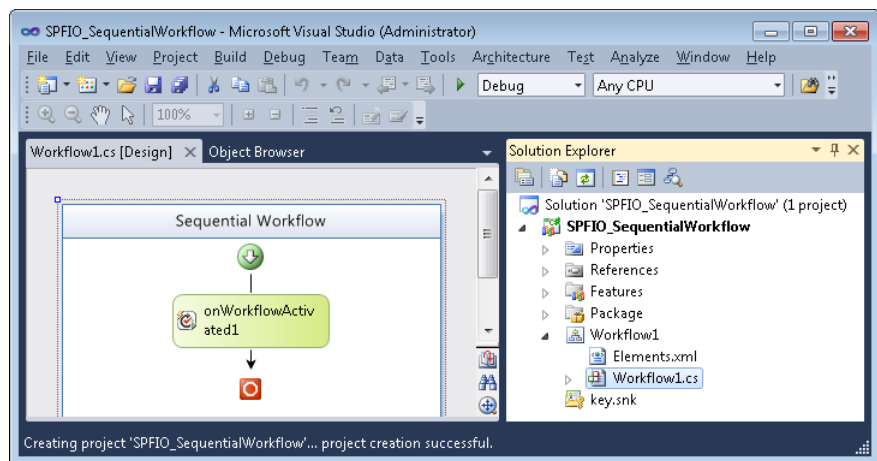 SPFIO_SequentialWorkflow - Microsoft Visual Studio (Administrator)
File Edit View Project Build Debug Team Data Tools Architecture Test Analyze Window Help
Debug Any CPU
100%
Workflow1.cs [Design] Object Browser
Sequential Workflow
onWorkflowActiv
ated1
Solution Explorer
Solution 'SPFIO_SequentialWorkflow' (1 project)
SPFIO_SequentialWorkflow
Properties
References
Features
Package
Workflow1
Elements.xml
Workflow1.cs
key.snk
Creating project 'SPFIO_SequentialWorkflow'... project creation successful.